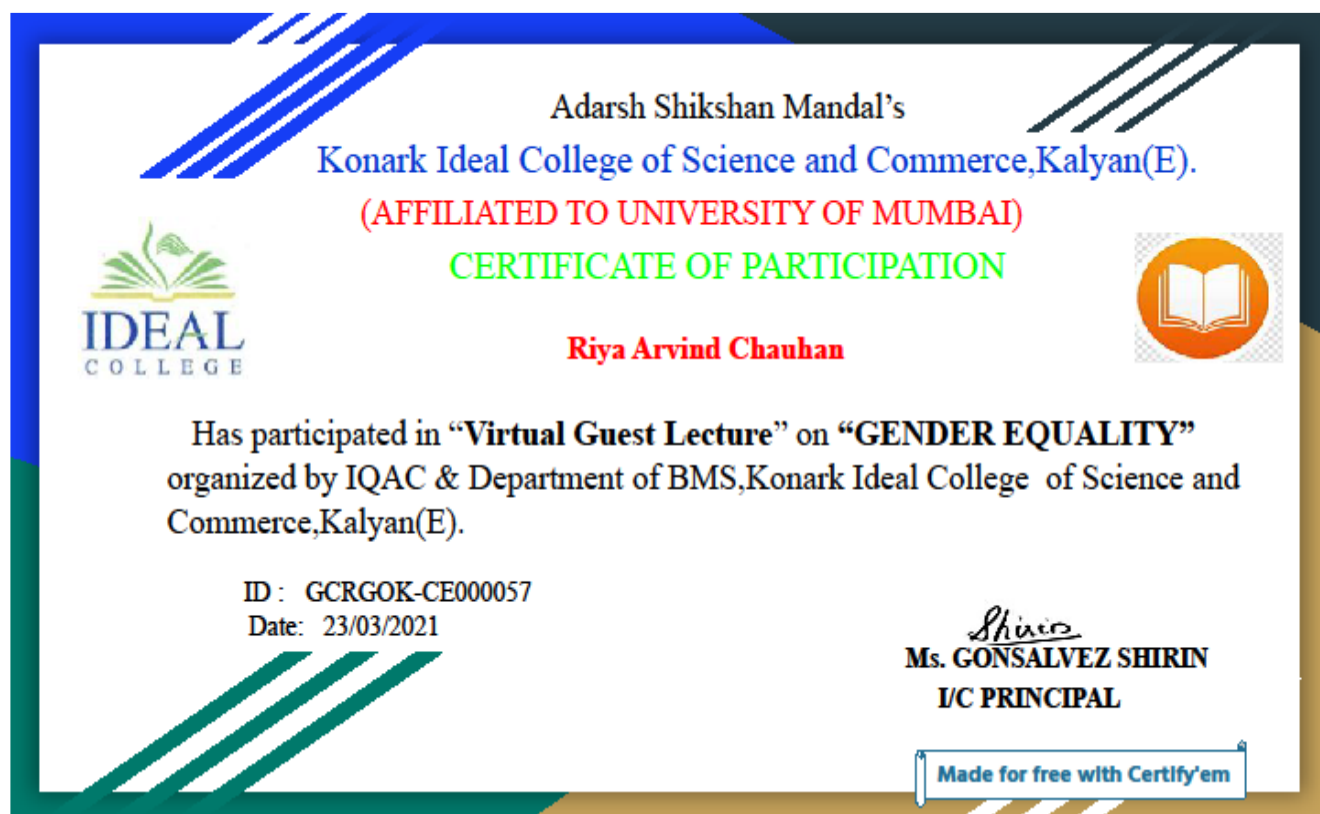 Adarsh Shikshan Mandal’s
Konark Ideal College of Science and Commerce,Kalyan(E).
(AFFILIATED TO UNIVERSITY OF MUMBAI)
CERTIFICATE OF PARTICIPATION
IDEAL
COLLEGE
Riya Arvind Chauhan
Has participated in “Virtual Guest Lecture” on “GENDER EQUALITY”
organized by IQAC & Department of BMS,Konark Ideal College of Science and
Commerce,Kalyan(E).
ID : GCRGOK-CE000057
Date: 23/03/2021
Shirin
Ms. GONSALVEZ SHIRIN
I/C PRINCIPAL
Made for free with Certify'em